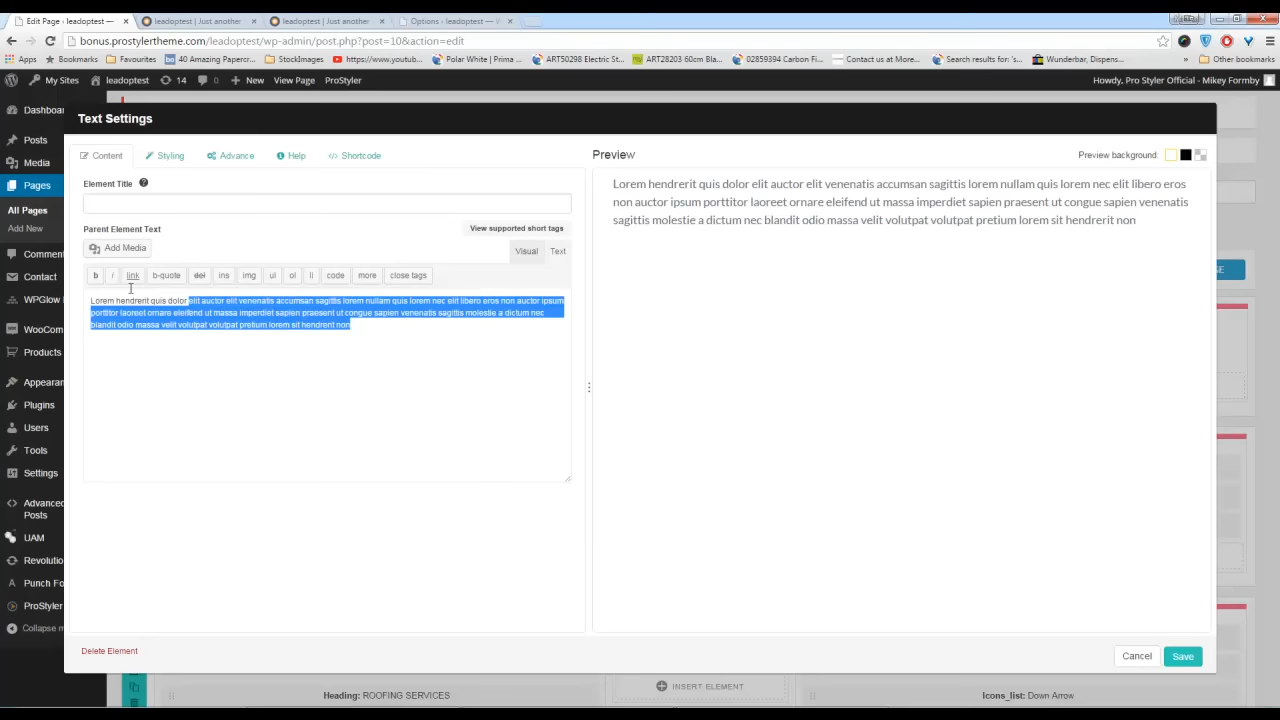 Edit Page ‹ leadoptest — ×
leadoptest | Just another ×
leadoptest | Just another ×
Options ‹ leadoptest — W ×
bonus.prostylertheme.com/leadoptest/wp-admin/post.php?post=10&action=edit
Apps
Bookmarks
Favourites
40 Amazing Papercr...
StockImages
https://www.youtub...
Polar White | Prima ...
ART50298 Electric St...
ART28203 60cm Bla...
02859394 Carbon Fi...
Contact us at More...
Search results for: 's...
Wunderbar, Dispens...
»
Other bookmarks
My Sites
leadoptest
14
0
+ New
View Page
ProStyler
Howdy, Pro Styler Official - Mikey Formby
Dashboa
Posts
Media
Pages
All Pages
Add New
Comment
Contact
WPGlow
WooCom
Products
Appearan
Plugins
Users
Tools
Settings
Advanced
Posts
UAM
Revolutio
Punch Fo
ProStyler
Collapse m
Text Settings
Content
Styling
Advance
Help
</> Shortcode
Element Title
Parent Element Text
View supported short tags
Add Media
Visual
Text
b
i
link
b-quote
del
ins
img
ul
ol
li
code
more
close tags
Lorem hendrerit quis dolor elit auctor elit venenatis accumsan sagittis lorem nullam quis lorem nec elit libero eros non auctor ipsum
porttitor laoreet ornare eleifend ut massa imperdiet sapien praesent ut congue sapien venenatis sagittis molestie a dictum nec
blandit odio massa velit volutpat volutpat pretium lorem sit hendrerit non
Preview
Preview background:
Lorem hendrerit quis dolor elit auctor elit venenatis accumsan sagittis lorem nullam quis lorem nec elit libero eros
non auctor ipsum porttitor laoreet ornare eleifend ut massa imperdiet sapien praesent ut congue sapien venenatis
sagittis molestie a dictum nec blandit odio massa velit volutpat volutpat pretium lorem sit hendrerit non
Delete Element
Cancel
Save
Heading: ROOFING SERVICES
INSERT ELEMENT
Icons_list: Down Arrow